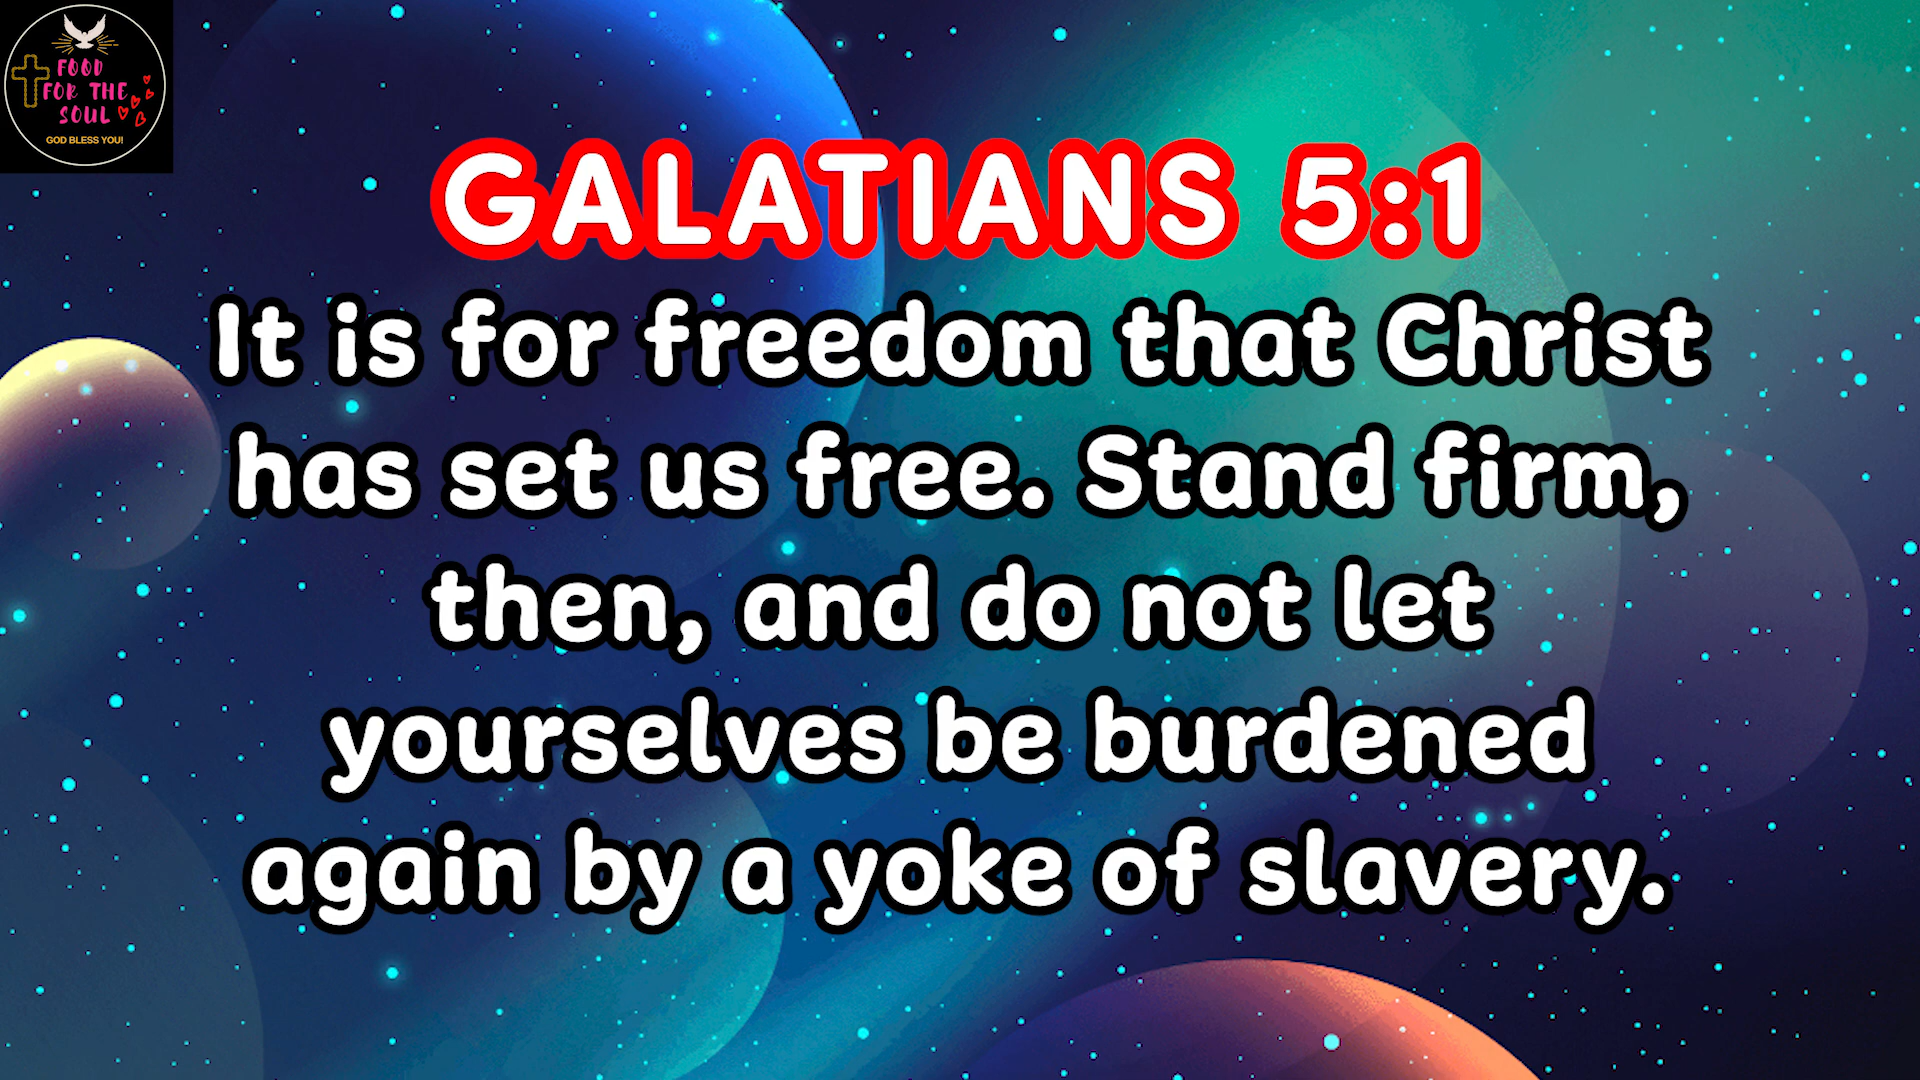 FOOD
FOR THE
SOUL
GOD BLESS YOU!
GALATIANS 5:1
It is for freedom that Christ
has set us free. Stand firm,
then, and do not let
yourselves be burdened
again by a yoke of slavery.